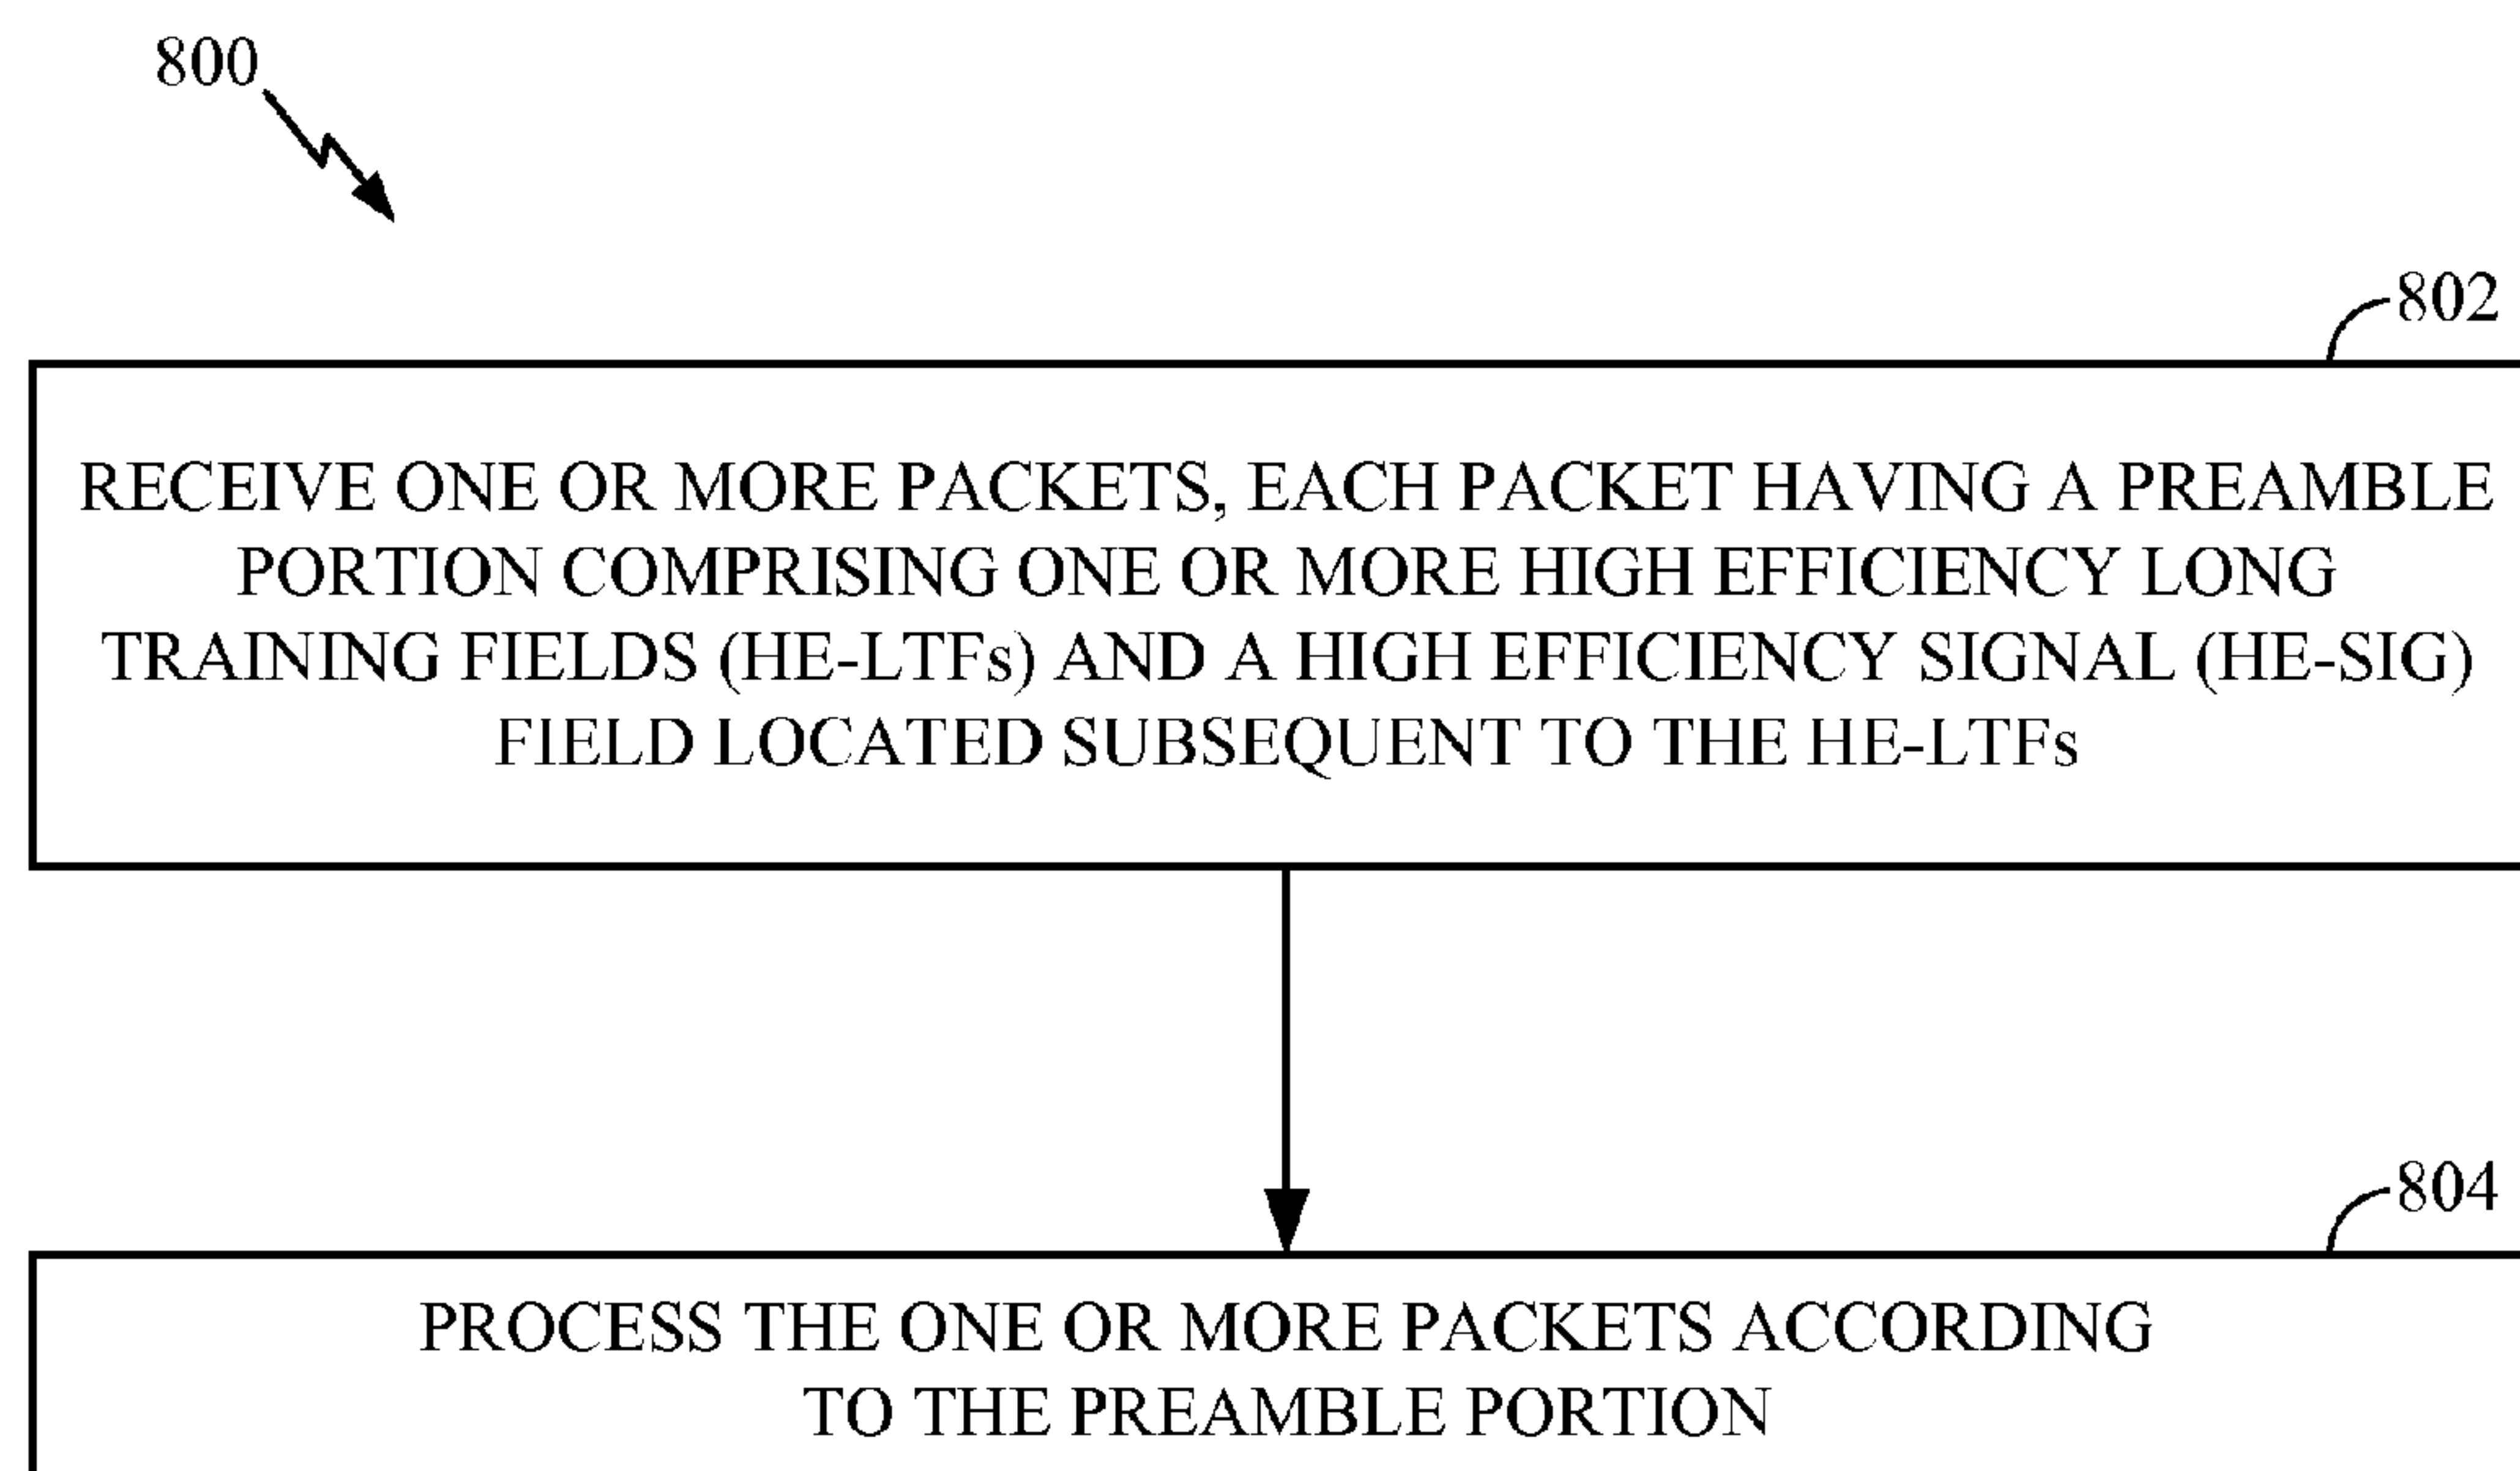 800
802
RECEIVE ONE OR MORE PACKETS, EACH PACKET HAVING A PREAMBLE
PORTION COMPRISING ONE OR MORE HIGH EFFICIENCY LONG
TRAINING FIELDS (HE-LTFs) AND A HIGH EFFICIENCY SIGNAL (HE-SIG)
FIELD LOCATED SUBSEQUENT TO THE HE-LTFs
804
PROCESS THE ONE OR MORE PACKETS ACCORDING
TO THE PREAMBLE PORTION